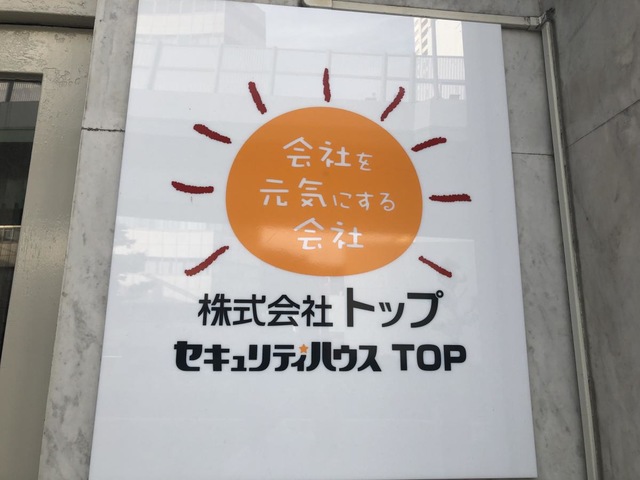 会社を
元気にする
会社
株式会社 トップ
セキュリティハウス TOP